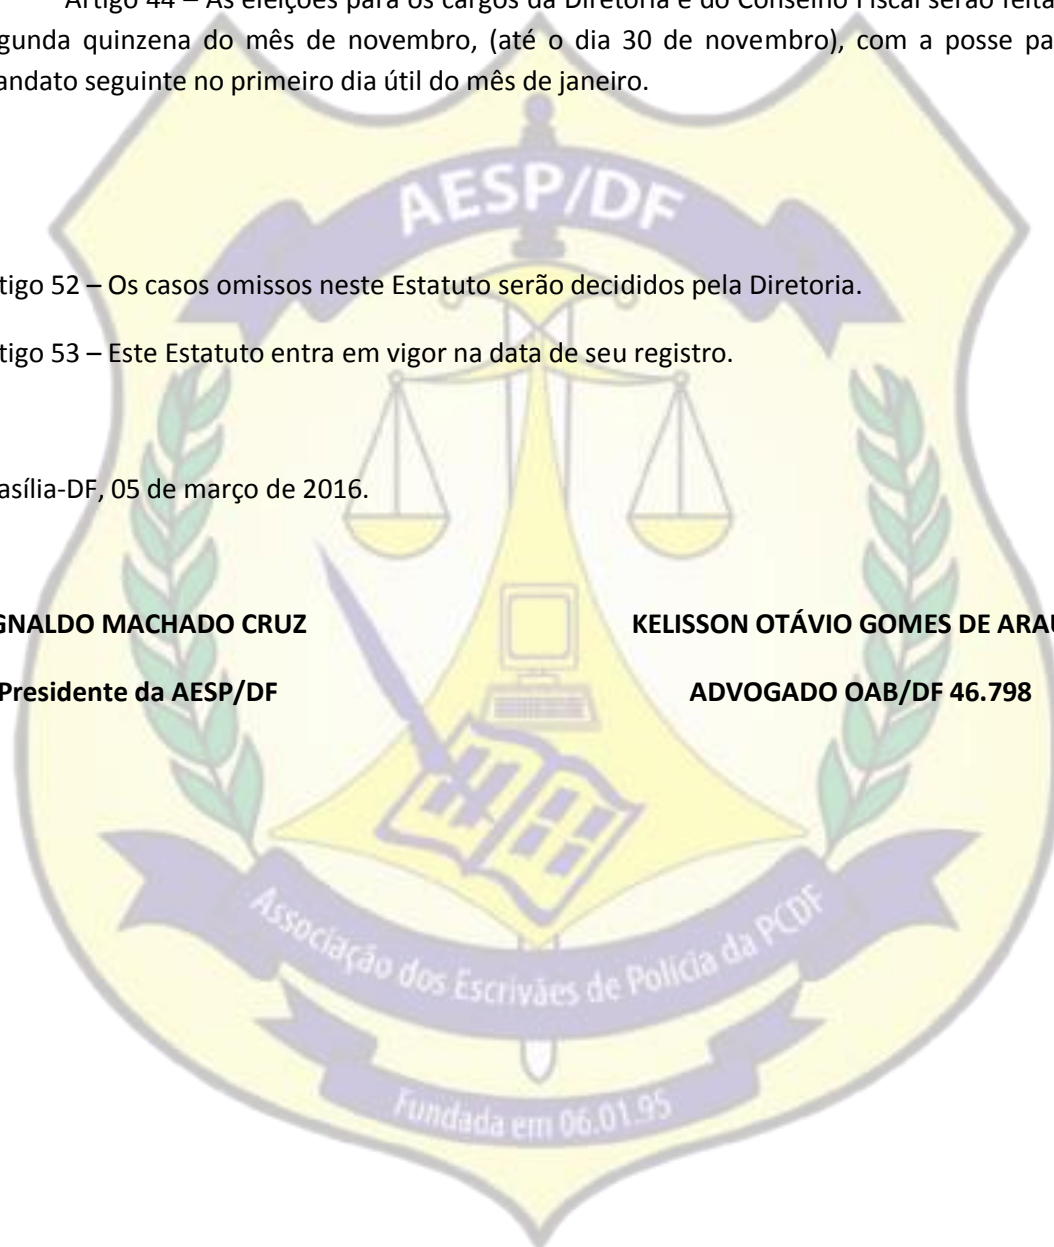 Artigo 44 – As eleições para os cargos da Diretoria e do Conselho Fiscal serão feita
gunda quinzena do mês de novembro, (até o dia 30 de novembro), com a posse pa
andato seguinte no primeiro dia útil do mês de janeiro.
AESP/DF
tigo 52 – Os casos omissos neste Estatuto serão decididos pela Diretoria.
tigo 53 – Este Estatuto entra em vigor na data de seu registro.
asília-DF, 05 de março de 2016.
GNALDO MACHADO CRUZ KELISSON OTÁVIO GOMES DE ARAU
Presidente da AESP/DF ADVOGADO OAB/DF 46.798
Associação dos Escrivães de Polícia da PCDF
Fundada em 06.01.95